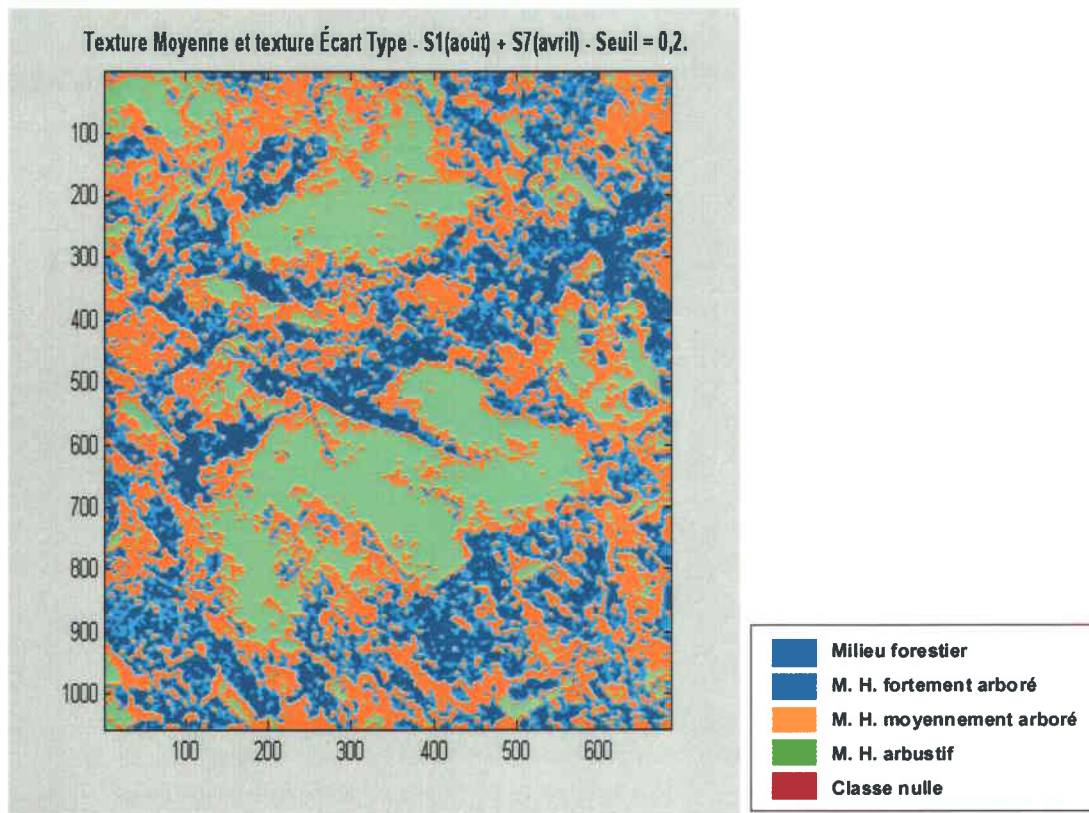 Texture Moyenne et texture Écart Type - S1(août) + S7(avril) - Seuil = 0,2.
100
200
300
400
500
600
700
800
900
1000
100 200 300 400 500 600
Milieu forestier
M. H. fortement arboré
M. H. moyennement arboré
M. H. arbustif
Classe nulle